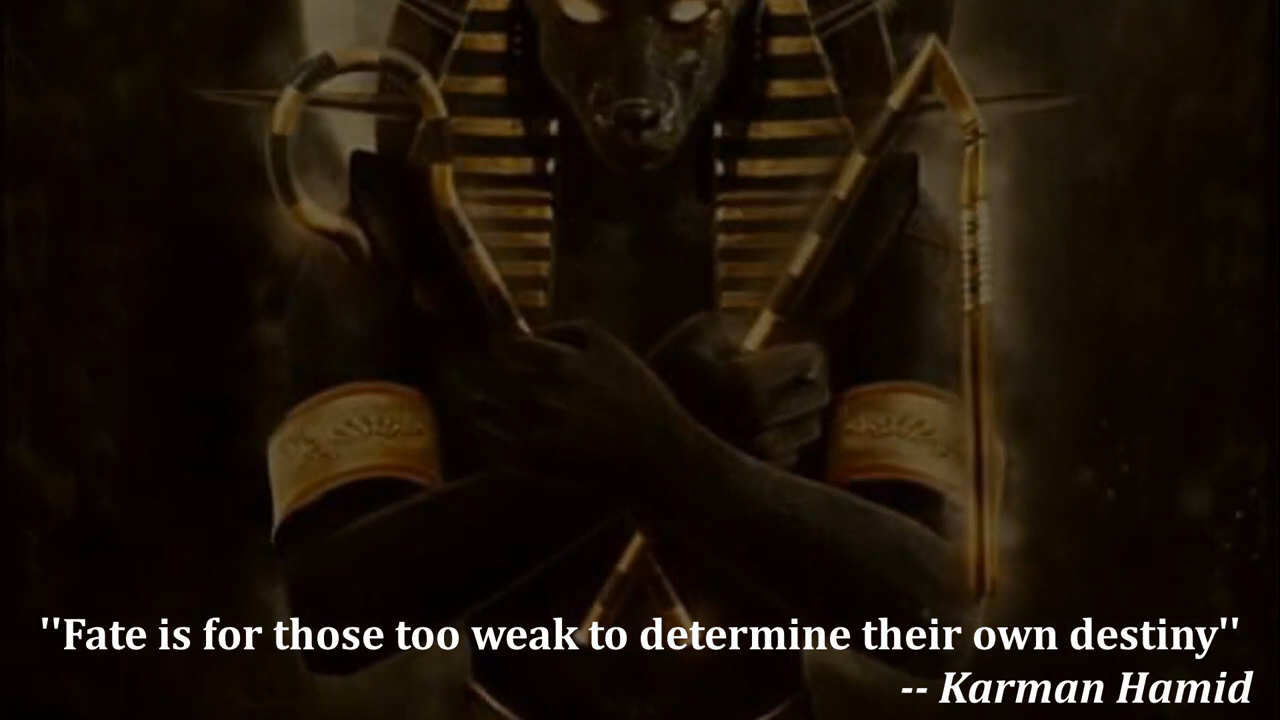 ''Fate is for those too weak to determine their own destiny''
-- Karman Hamid